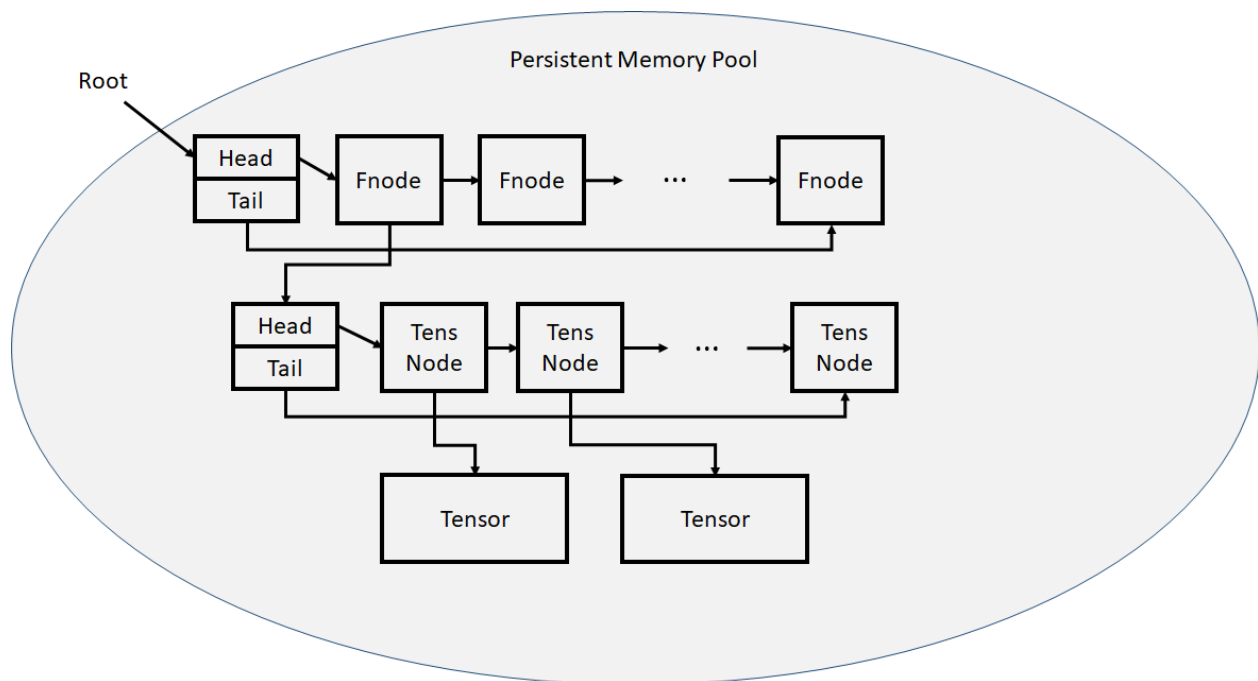 Persistent Memory Pool
Root
Head
Tail
Fnode
Fnode
...
Fnode
Head
Tail
Tens
Node
Tens
Node
...
Tens
Node
Tensor
Tensor